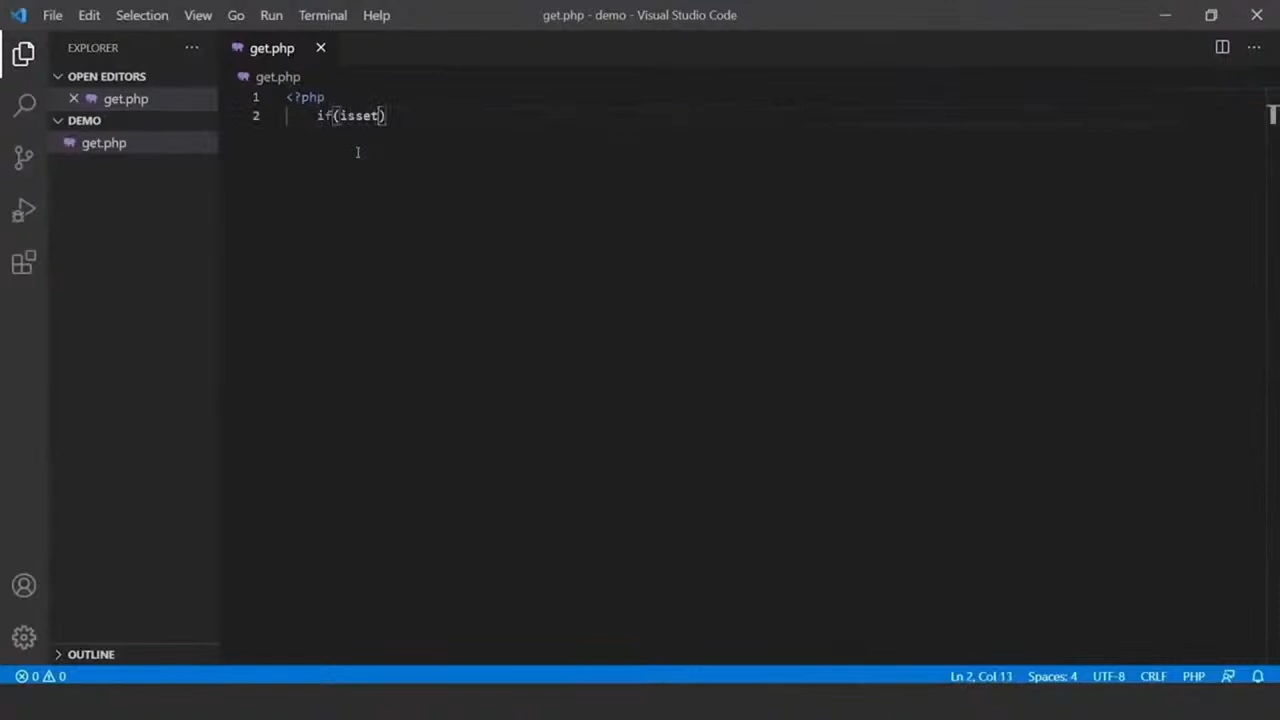 File Edit Selection View Go Run Terminal Help
get.php - demo - Visual Studio Code
EXPLORER
OPEN EDITORS
get.php
DEMO
get.php
get.php
get.php
1 <?php
2 if(isset)
OUTLINE
0 0
Ln 2, Col 13 Spaces: 4 UTF-8 CRLF PHP